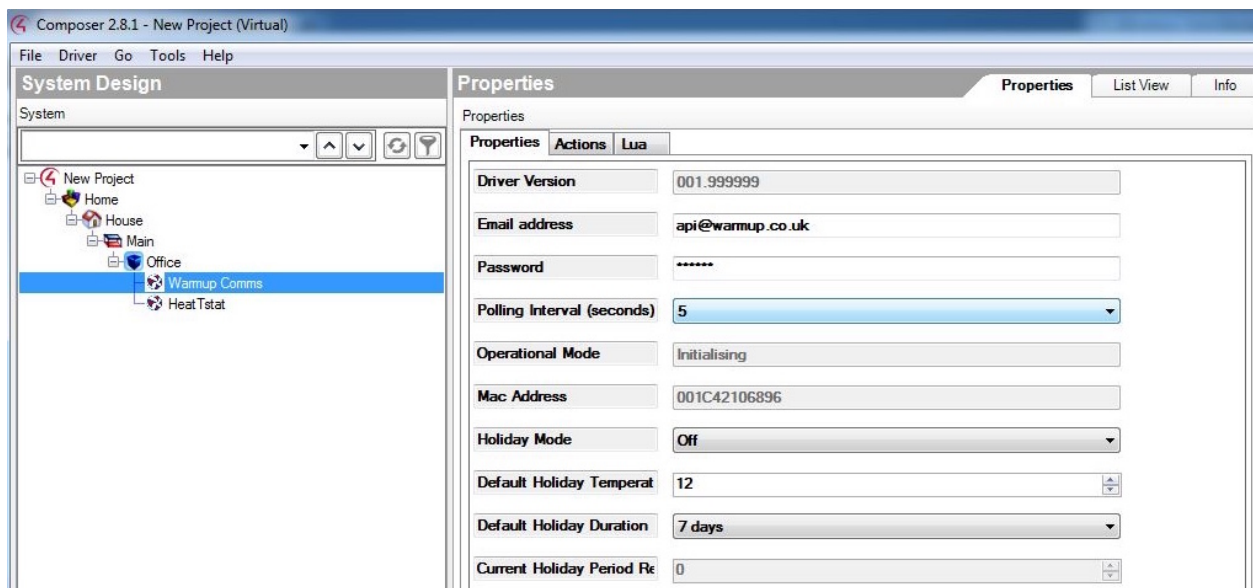 Composer 2.8.1 - New Project (Virtual)
File Driver Go Tools Help
System Design
Properties
Properties List View Info
System
Properties
Properties Actions Lua
New Project
Home
House
Main
Office
Warmup Comms
HeatTstat
Driver Version 001.999999
Email address api@warmup.co.uk
Password ••••••
Polling Interval (seconds) 5
Operational Mode Initialising
Mac Address 001C42106896
Holiday Mode Off
Default Holiday Temperat 12
Default Holiday Duration 7 days
Current Holiday Period Re 0